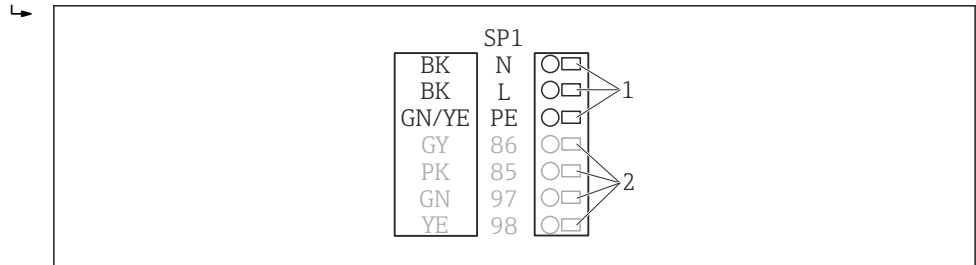 SP1
BK N
BK L 1
GN/YE PE
GY 86
PK 85 2
GN 97
YE 98